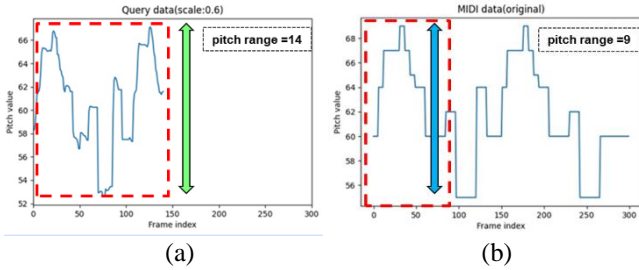 Query data(scale:0.6)
pitch range =14
Pitch value
66
64
62
60
58
56
54
52
0
50
100
150
200
250
300
Frame index
(a)
MIDI data(original)
pitch range =9
Pitch value
68
66
64
62
60
58
56
0
50
100
150
200
250
300
Frame index
(b)